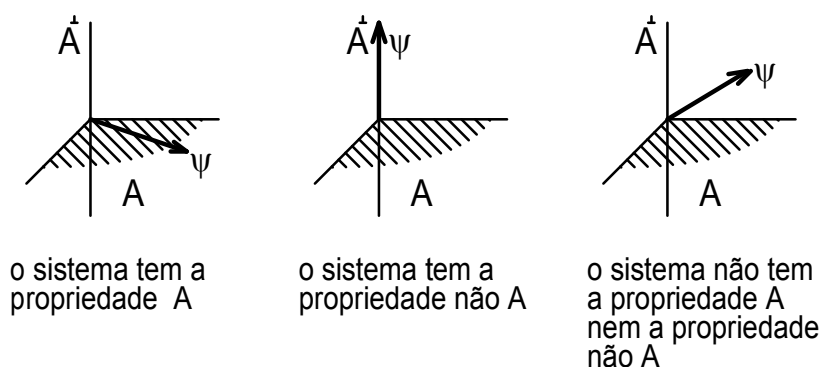 A⊥
ψ
A
o sistema tem a
propriedade A
A⊥
ψ
A
o sistema tem a
propriedade não A
A⊥
ψ
A
o sistema não tem
a propriedade A
nem a propriedade
não A